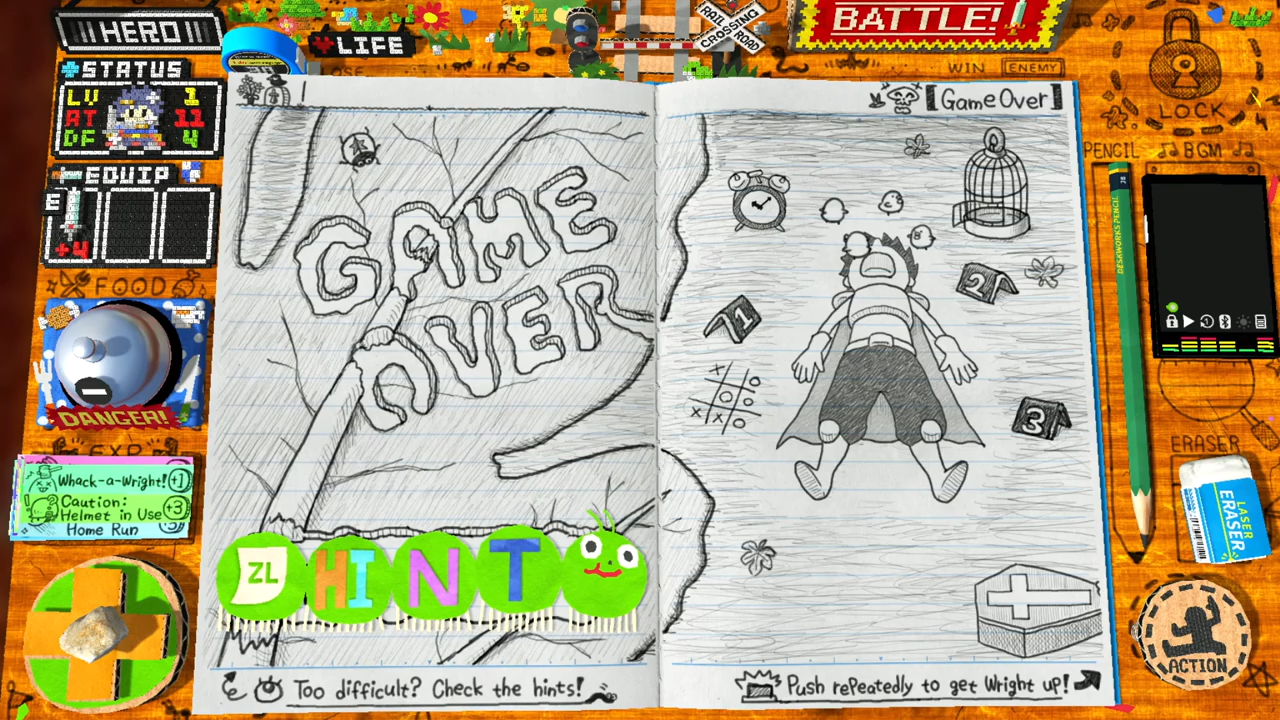 HERO
LIFE
RAIL CROSSING ROAD
BATTLE!
WIN
ENEMY
STATUS
LV 1
AT 11
DF 4
EQUIP
E
+4
FOOD
DANGER!
EXP
Whack-a-Wright! +1
Caution: Helmet in Use +3
Home Run
GAME
OVER
ZL
HINT
Too difficult? Check the hints!
[Game Over]
1
2
3
x o
o o
x x o
Push repeatedly to get Wright up!
LOCK
PENCIL
BGM
DESKWORKS PENCIL
ERASER
LASER ERASER
ACTION